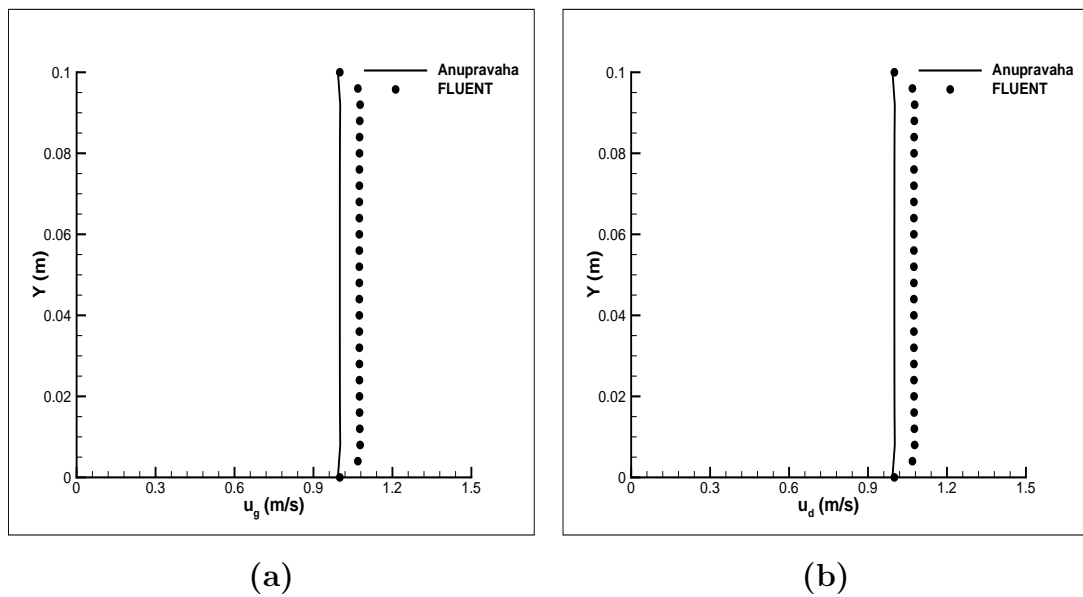 Anupravaha
FLUENT
0.1
0.08
0.06
0.04
0.02
0
Y (m)
0 0.3 0.6 0.9 1.2 1.5
u_g (m/s)
(a)
Anupravaha
FLUENT
0.1
0.08
0.06
0.04
0.02
0
Y (m)
0 0.3 0.6 0.9 1.2 1.5
u_d (m/s)
(b)